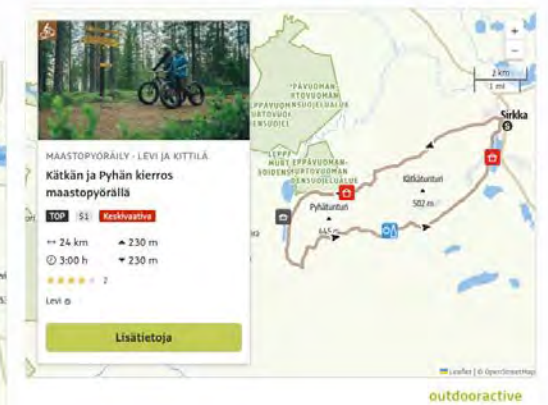 MAASTOPYÖRÄILY · LEVI JA KITTILÄ
Kätkän ja Pyhän kierros
maastopyörällä
TOP S1 Keskivaativa
24 km 230 m
3:00 h 230 m
2
Levi
Lisätietoja
+
−
2 km
1 mi
Sirkka
S
Kätkätunturi
502 m
Pyhätunturi
Leaflet | © OpenStreetMap
outdooractive